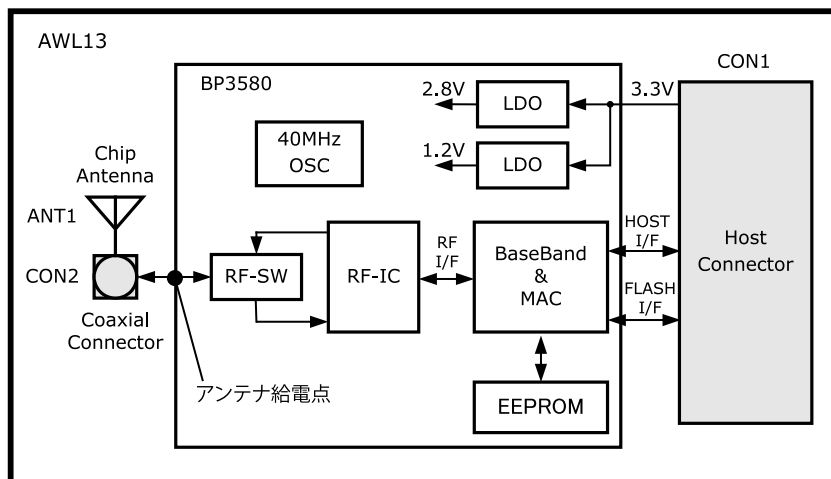 AWL13
CON1
BP3580
2.8V
LDO
3.3V
40MHz
OSC
1.2V
LDO
Chip
Antenna
ANT1
CON2
Coaxial
Connector
RF-SW
RF-IC
RF
I/F
BaseBand
&
MAC
HOST
I/F
FLASH
I/F
Host
Connector
アンテナ給電点
EEPROM